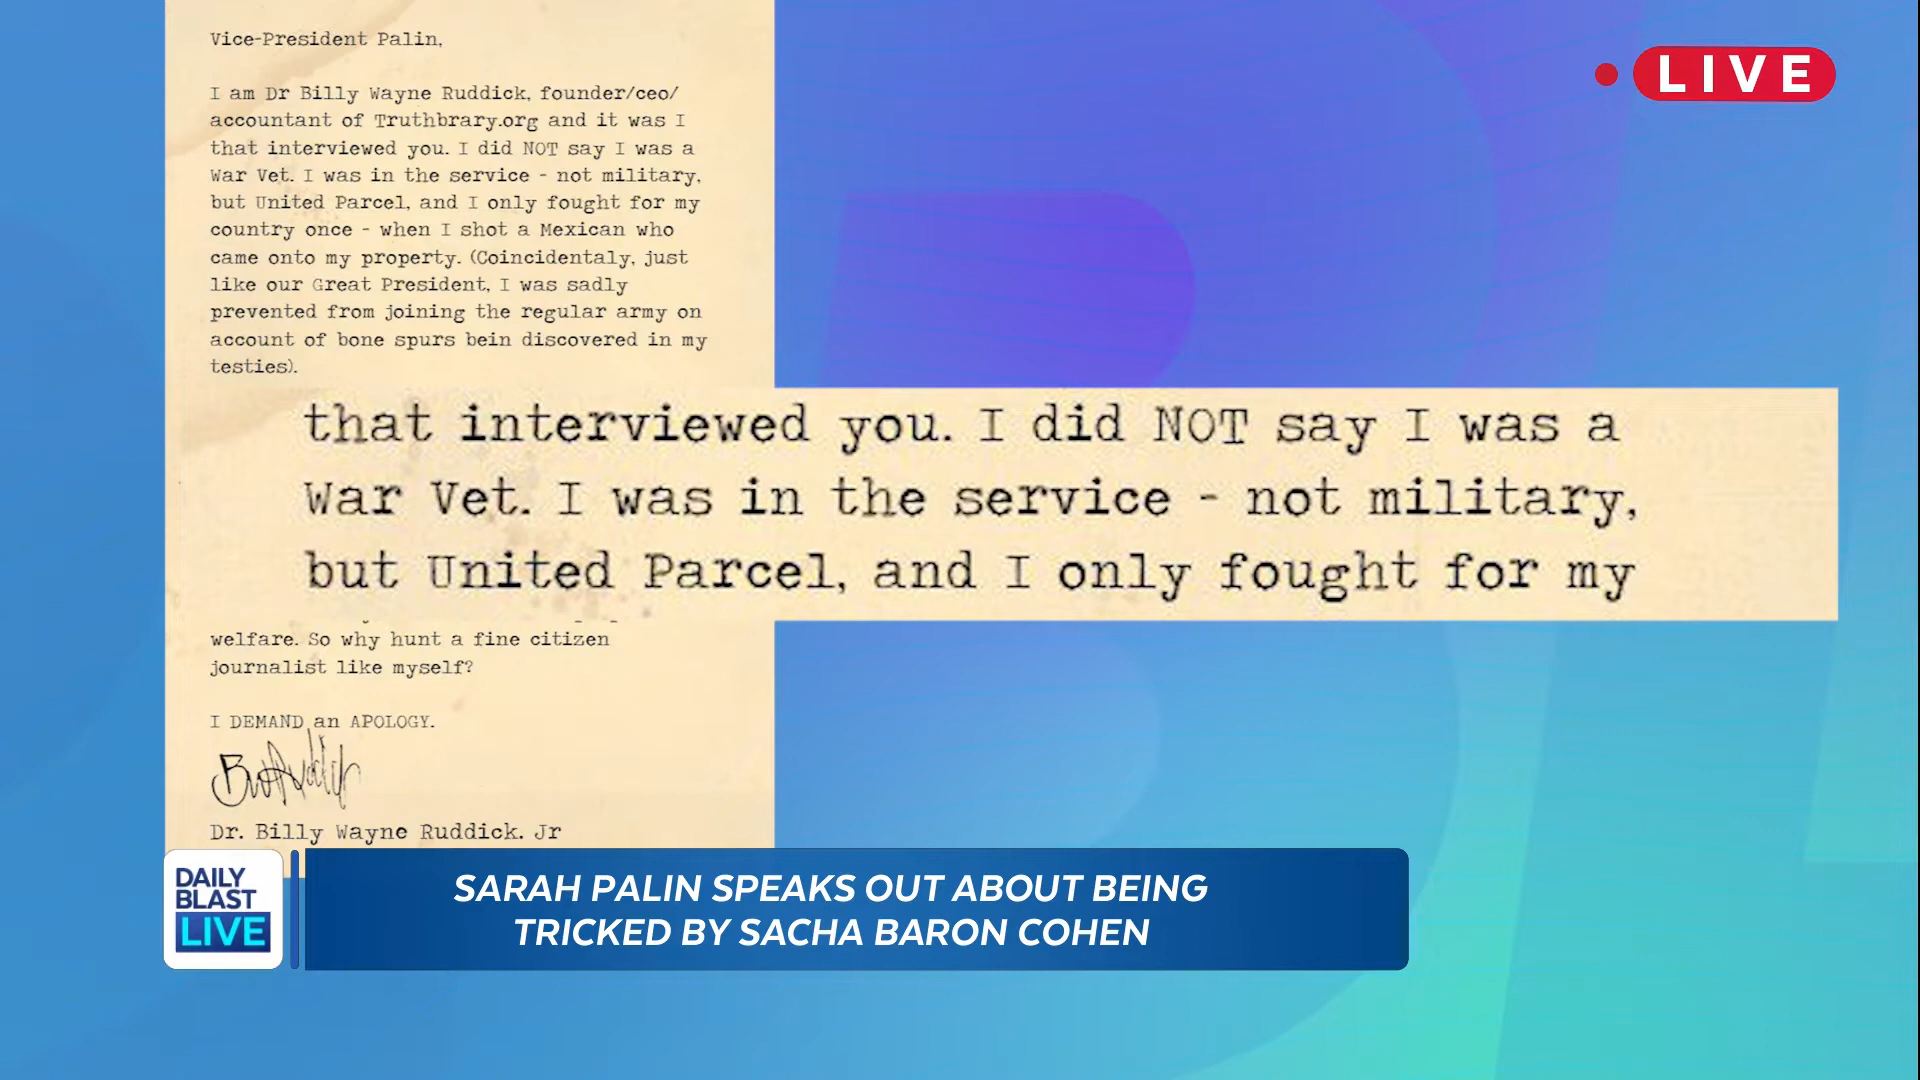 Vice-President Palin,
I am Dr Billy Wayne Ruddick, founder/ceo/
accountant of Truthbrary.org and it was I
that interviewed you. I did NOT say I was a
War Vet. I was in the service - not military,
but United Parcel, and I only fought for my
country once - when I shot a Mexican who
came onto my property. (Coincidentaly, just
like our Great President, I was sadly
prevented from joining the regular army on
account of bone spurs bein discovered in my
testies).
that interviewed you. I did NOT say I was a
War Vet. I was in the service - not military,
but United Parcel, and I only fought for my
welfare. So why hunt a fine citizen
journalist like myself?
I DEMAND an APOLOGY.
Dr. Billy Wayne Ruddick. Jr
LIVE
DAILY
BLAST
LIVE
SARAH PALIN SPEAKS OUT ABOUT BEING
TRICKED BY SACHA BARON COHEN